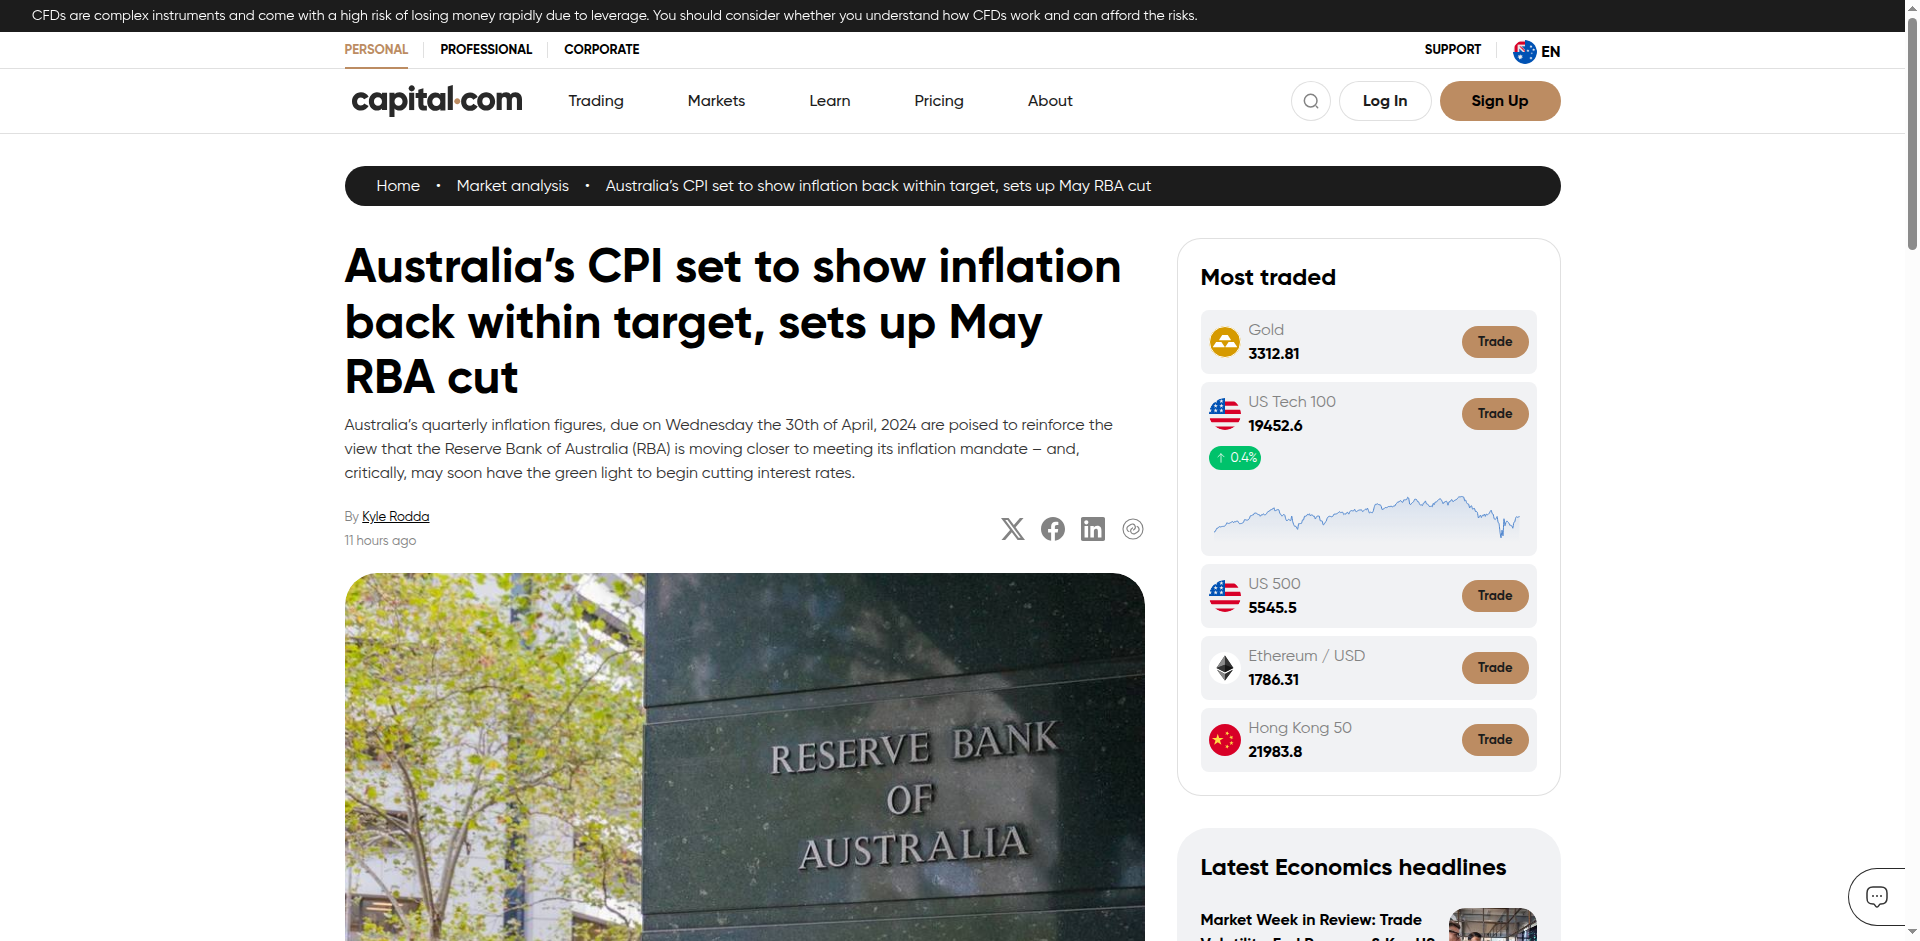 CFDs are complex instruments and come with a high risk of losing money rapidly due to leverage. You should consider whether you understand how CFDs work and can afford the risks.
PERSONAL
PROFESSIONAL
CORPORATE
SUPPORT
EN
capital.com
Trading
Markets
Learn
Pricing
About
Log In
Sign Up
Home • Market analysis • Australia's CPI set to show inflation back within target, sets up May RBA cut
Australia's CPI set to show inflation
back within target, sets up May
RBA cut
Australia's quarterly inflation figures, due on Wednesday the 30th of April, 2024 are poised to reinforce the
view that the Reserve Bank of Australia (RBA) is moving closer to meeting its inflation mandate – and,
critically, may soon have the green light to begin cutting interest rates.
By Kyle Rodda
11 hours ago
RESERVE BANK
OF
AUSTRALIA
Most traded
Gold
3312.81
Trade
US Tech 100
19452.6
Trade
↑ 0.4%
US 500
5545.5
Trade
Ethereum / USD
1786.31
Trade
Hong Kong 50
21983.8
Trade
Latest Economics headlines
Market Week in Review: Trade